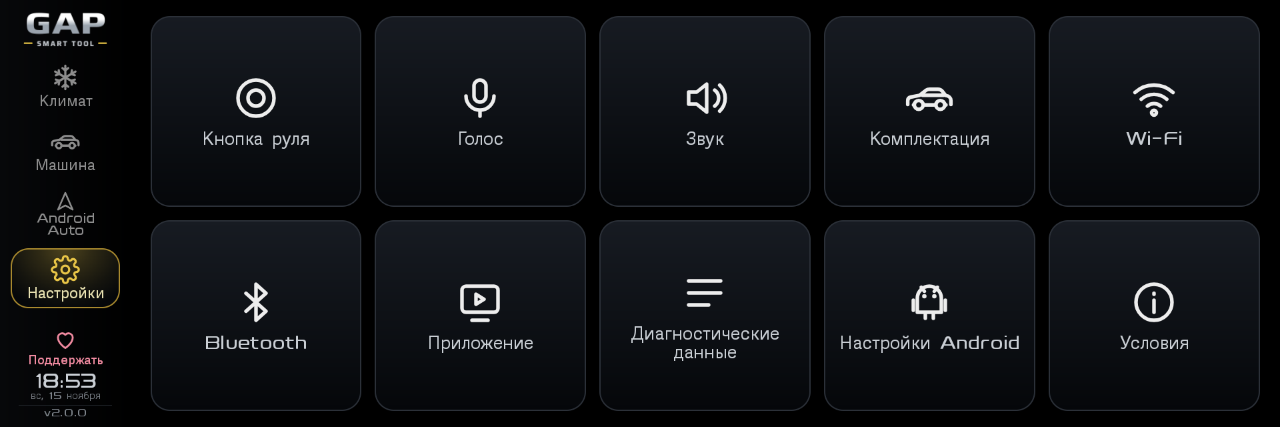 GAP
SMART TOOL
Климат
Машина
Android
Auto
Настройки
Поддержать
18:53
вс, 15 ноября
v2.0.0
Кнопка руля
Голос
Звук
Комплектация
Wi-Fi
Bluetooth
Приложение
Диагностические
данные
Настройки Android
Условия